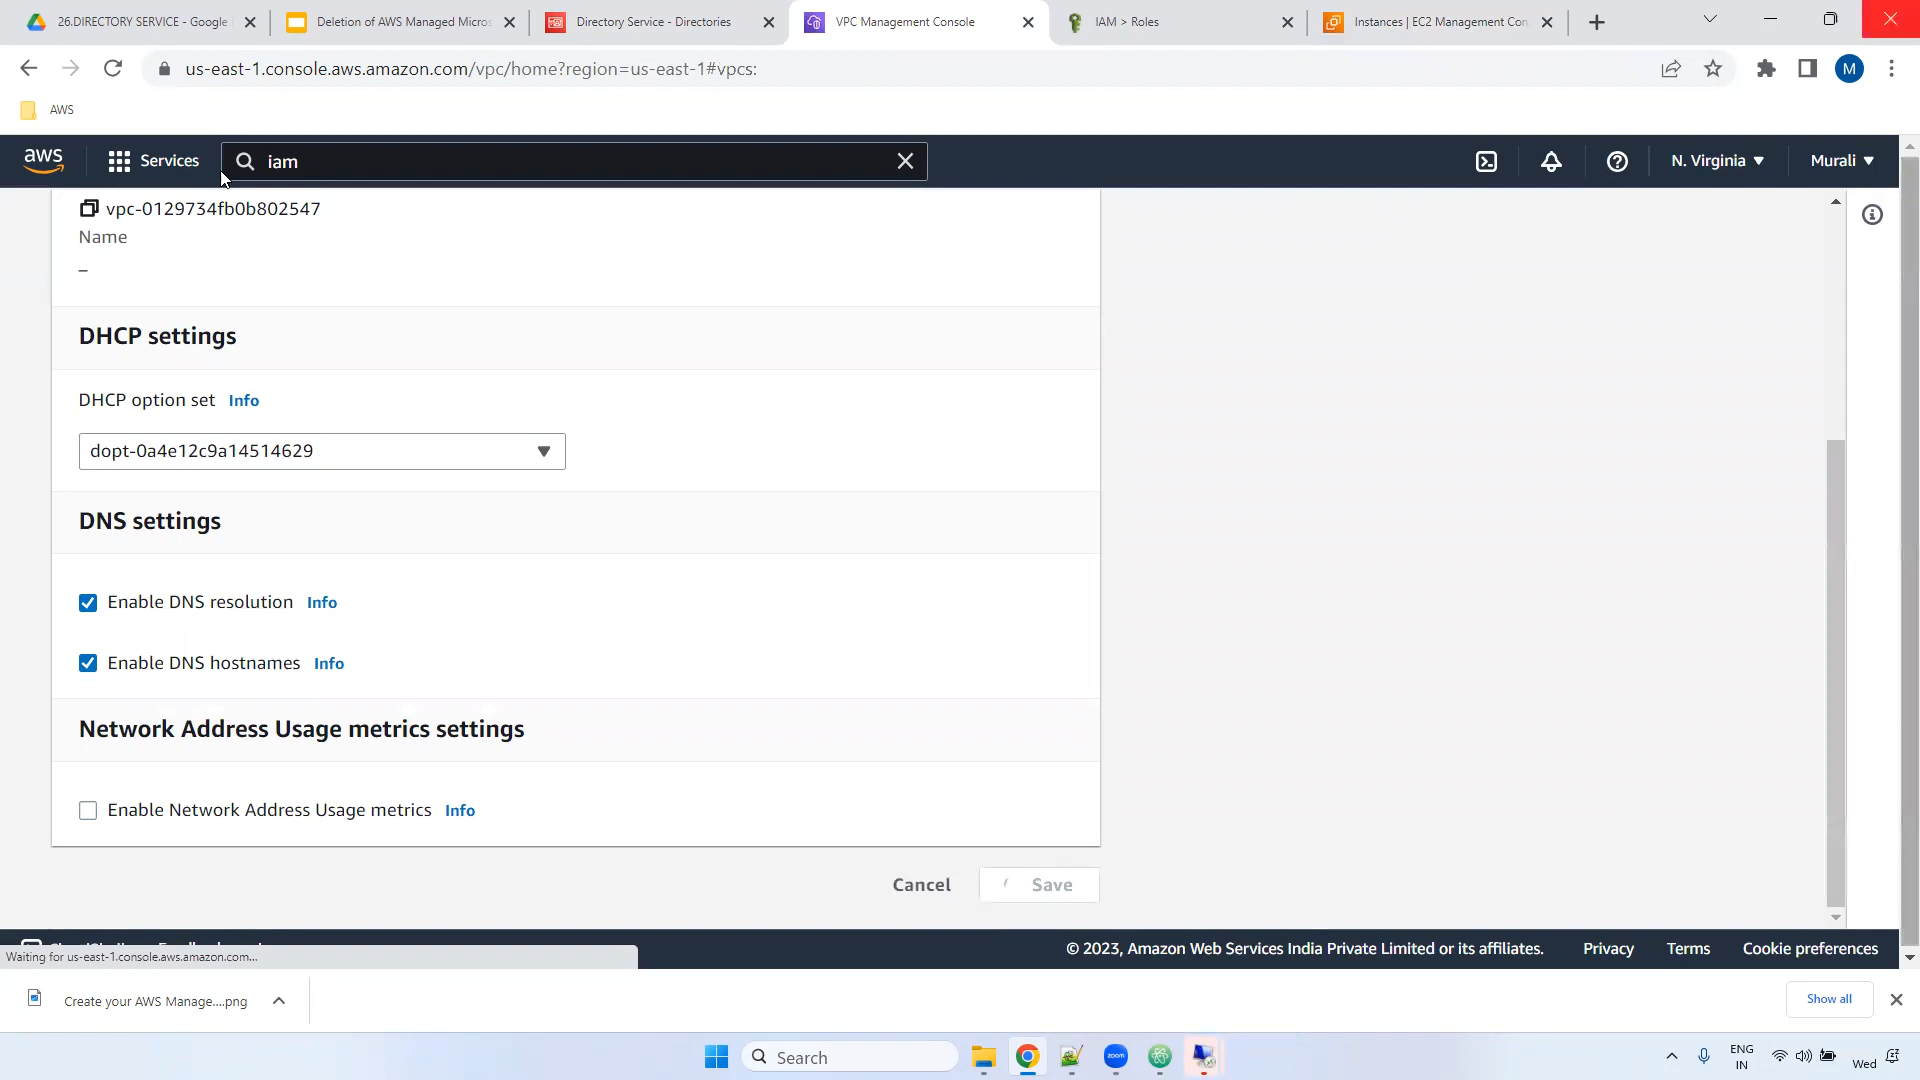 26.DIRECTORY SERVICE - Google
Deletion of AWS Managed Micros
Directory Service - Directories
VPC Management Console
IAM > Roles
Instances | EC2 Management Con
us-east-1.console.aws.amazon.com/vpc/home?region=us-east-1#vpcs:
M
AWS
aws
Services
iam
N. Virginia
Murali
vpc-0129734fb0b802547
Name
–
DHCP settings
DHCP option set Info
dopt-0a4e12c9a14514629
DNS settings
Enable DNS resolution Info
Enable DNS hostnames Info
Network Address Usage metrics settings
Enable Network Address Usage metrics Info
Cancel
Save
© 2023, Amazon Web Services India Private Limited or its affiliates.
Privacy
Terms
Cookie preferences
Waiting for us-east-1.console.aws.amazon.com...
Create your AWS Manage....png
Show all
Search
zoom
ENG
IN
Wed